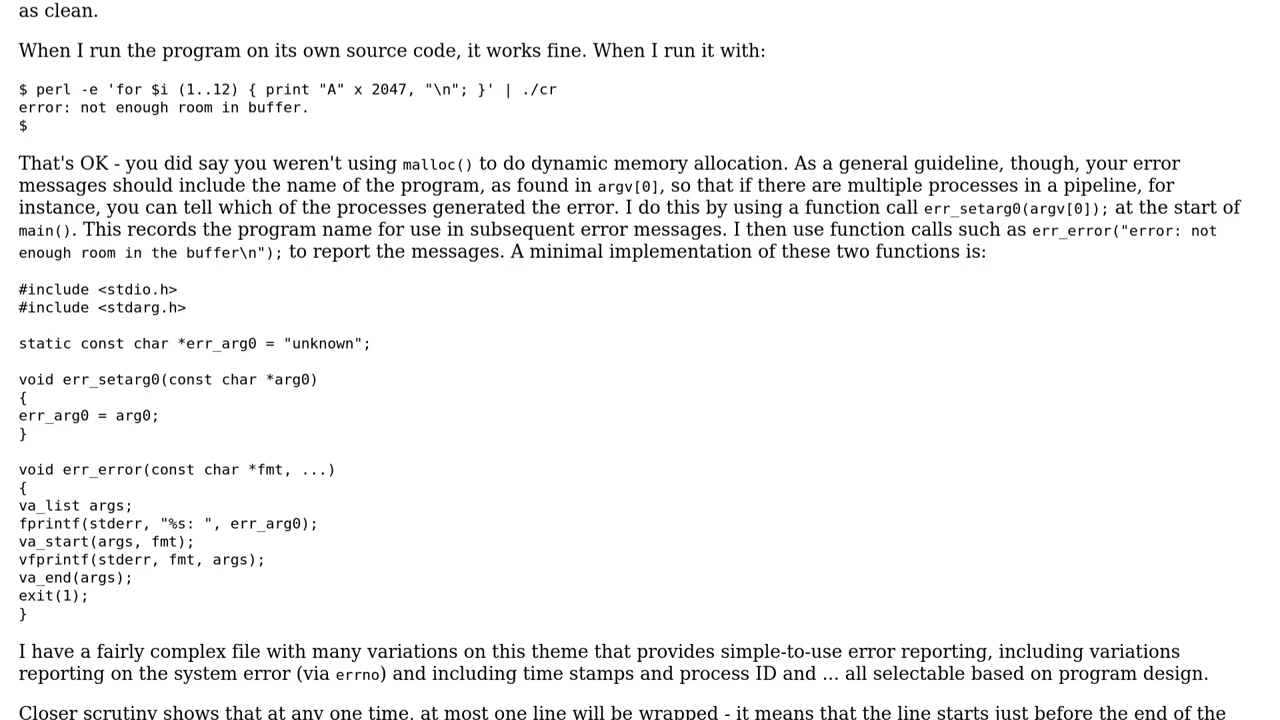 as clean.
When I run the program on its own source code, it works fine. When I run it with:
$ perl -e 'for $i (1..12) { print "A" x 2047, "\n"; }' | ./cr
error: not enough room in buffer.
$
That's OK - you did say you weren't using malloc() to do dynamic memory allocation. As a general guideline, though, your error
messages should include the name of the program, as found in argv[0], so that if there are multiple processes in a pipeline, for
instance, you can tell which of the processes generated the error. I do this by using a function call err_setarg0(argv[0]); at the start of
main(). This records the program name for use in subsequent error messages. I then use function calls such as err_error("error: not
enough room in the buffer\n"); to report the messages. A minimal implementation of these two functions is:
#include <stdio.h>
#include <stdarg.h>
static const char *err_arg0 = "unknown";
void err_setarg0(const char *arg0)
{
err_arg0 = arg0;
}
void err_error(const char *fmt, ...)
{
va_list args;
fprintf(stderr, "%s: ", err_arg0);
va_start(args, fmt);
vfprintf(stderr, fmt, args);
va_end(args);
exit(1);
}
I have a fairly complex file with many variations on this theme that provides simple-to-use error reporting, including variations
reporting on the system error (via errno) and including time stamps and process ID and ... all selectable based on program design.
Closer scrutiny shows that at any one time, at most one line will be wrapped - it means that the line starts just before the end of the